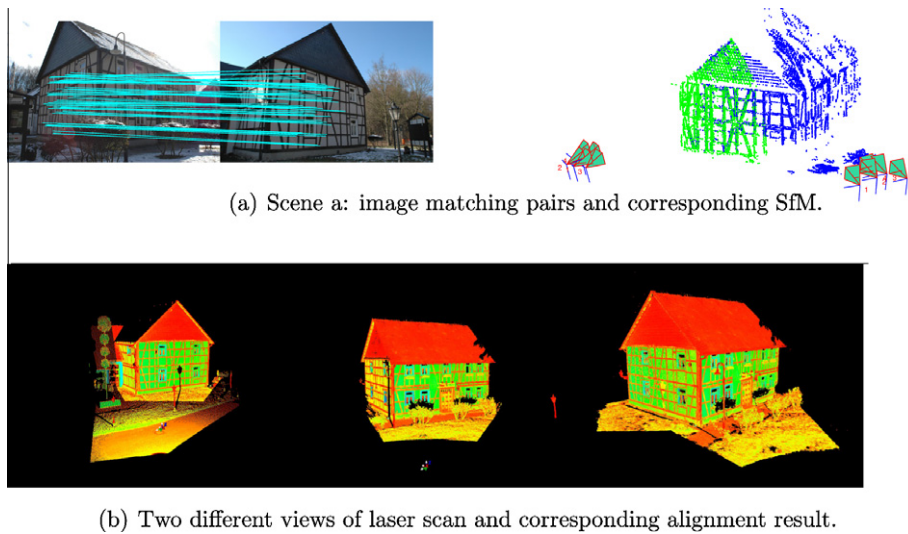 (a) Scene a: image matching pairs and corresponding SfM.
(b) Two different views of laser scan and corresponding alignment result.